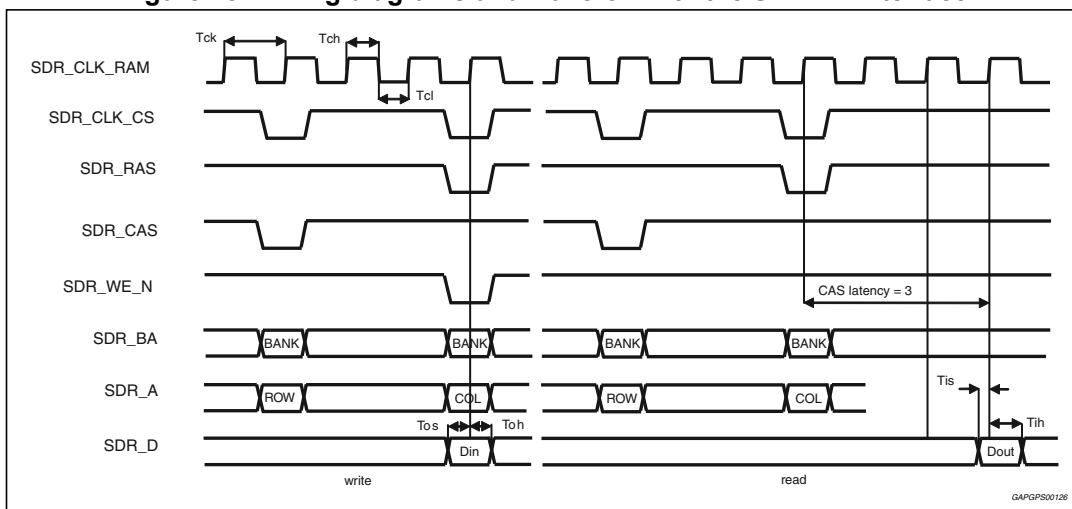 Tck
Tch
SDR_CLK_RAM
Tcl
SDR_CLK_CS
SDR_RAS
SDR_CAS
SDR_WE_N
CAS latency = 3
SDR_BA
BANK
BANK
BANK
BANK
SDR_A
ROW
COL
ROW
COL
Tis
Tos
Toh
Tih
SDR_D
Din
Dout
write
read
GAPGPS00126